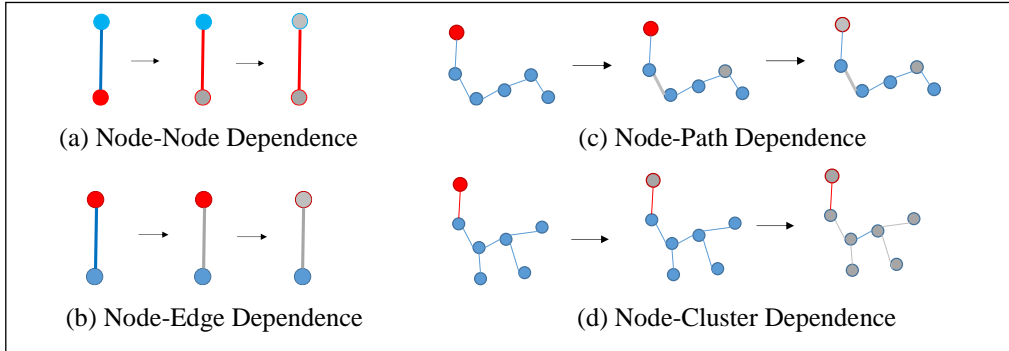 (a) Node-Node Dependence
(c) Node-Path Dependence
(b) Node-Edge Dependence
(d) Node-Cluster Dependence